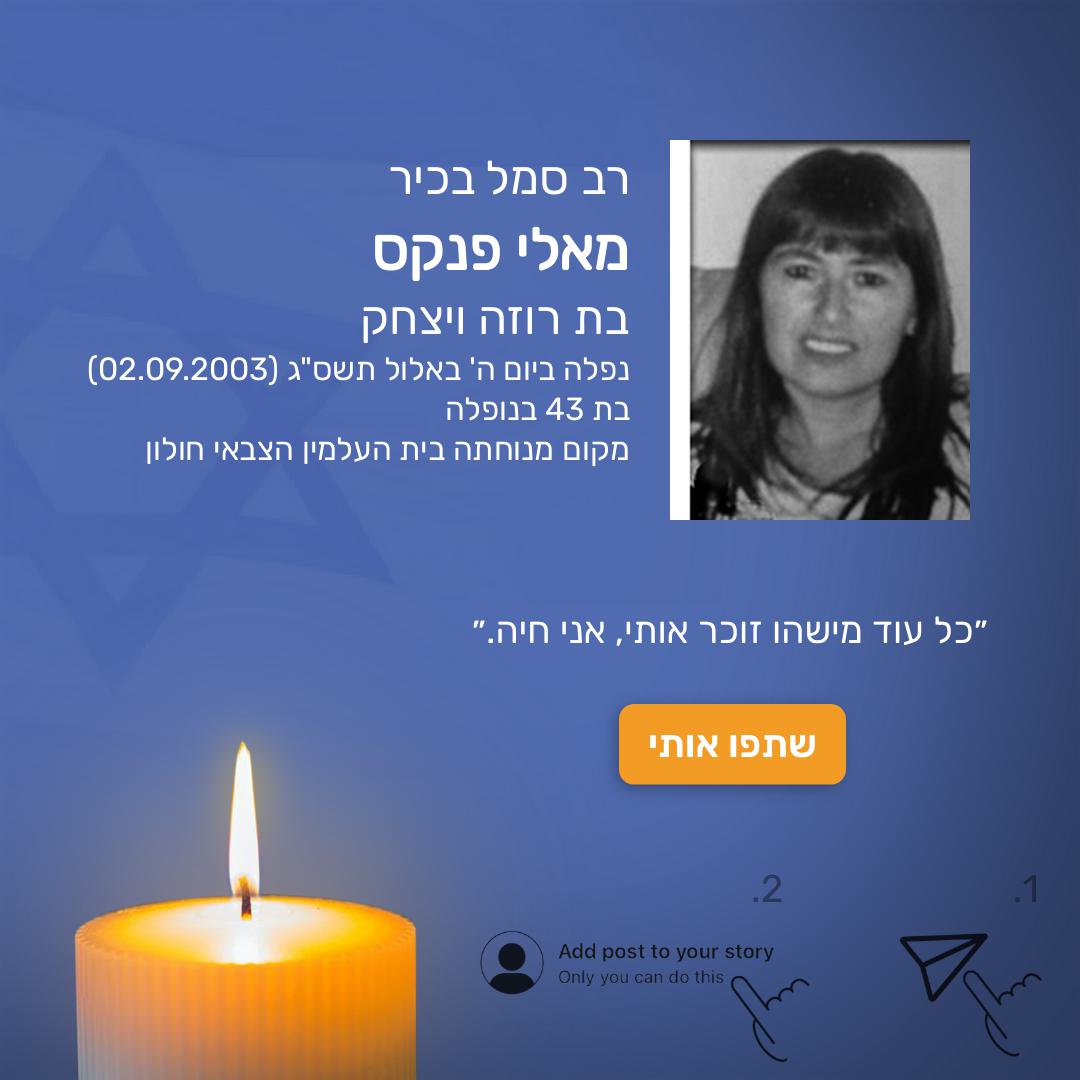 רב סמל בכיר
מאלי פנקס
בת רוזה ויצחק
נפלה ביום ה' באלול תשס"ג (02.09.2003)
בת 43 בנופלה
מקום מנוחתה בית העלמין הצבאי חולון
״כל עוד מישהו זוכר אותי, אני חיה.״
שתפו אותי
1.
2.
Add post to your story
Only you can do this